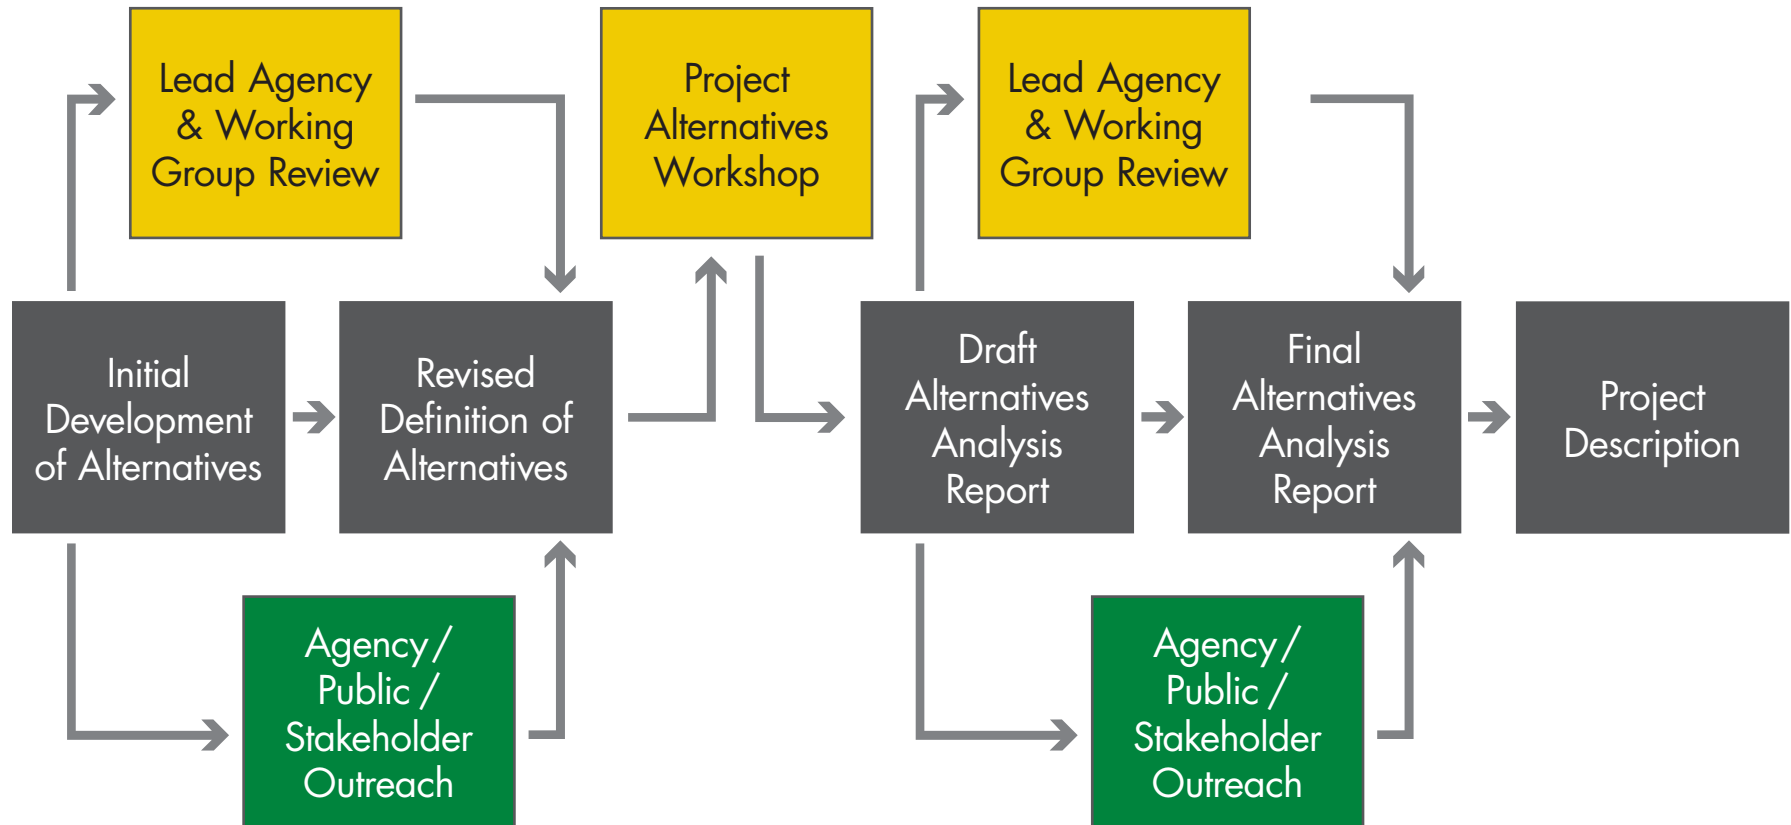 Lead Agency
& Working
Group Review
Project
Alternatives
Workshop
Lead Agency
& Working
Group Review
Initial
Development
of Alternatives
Revised
Definition of
Alternatives
Draft
Alternatives
Analysis
Report
Final
Alternatives
Analysis
Report
Project
Description
Agency /
Public /
Stakeholder
Outreach
Agency /
Public /
Stakeholder
Outreach